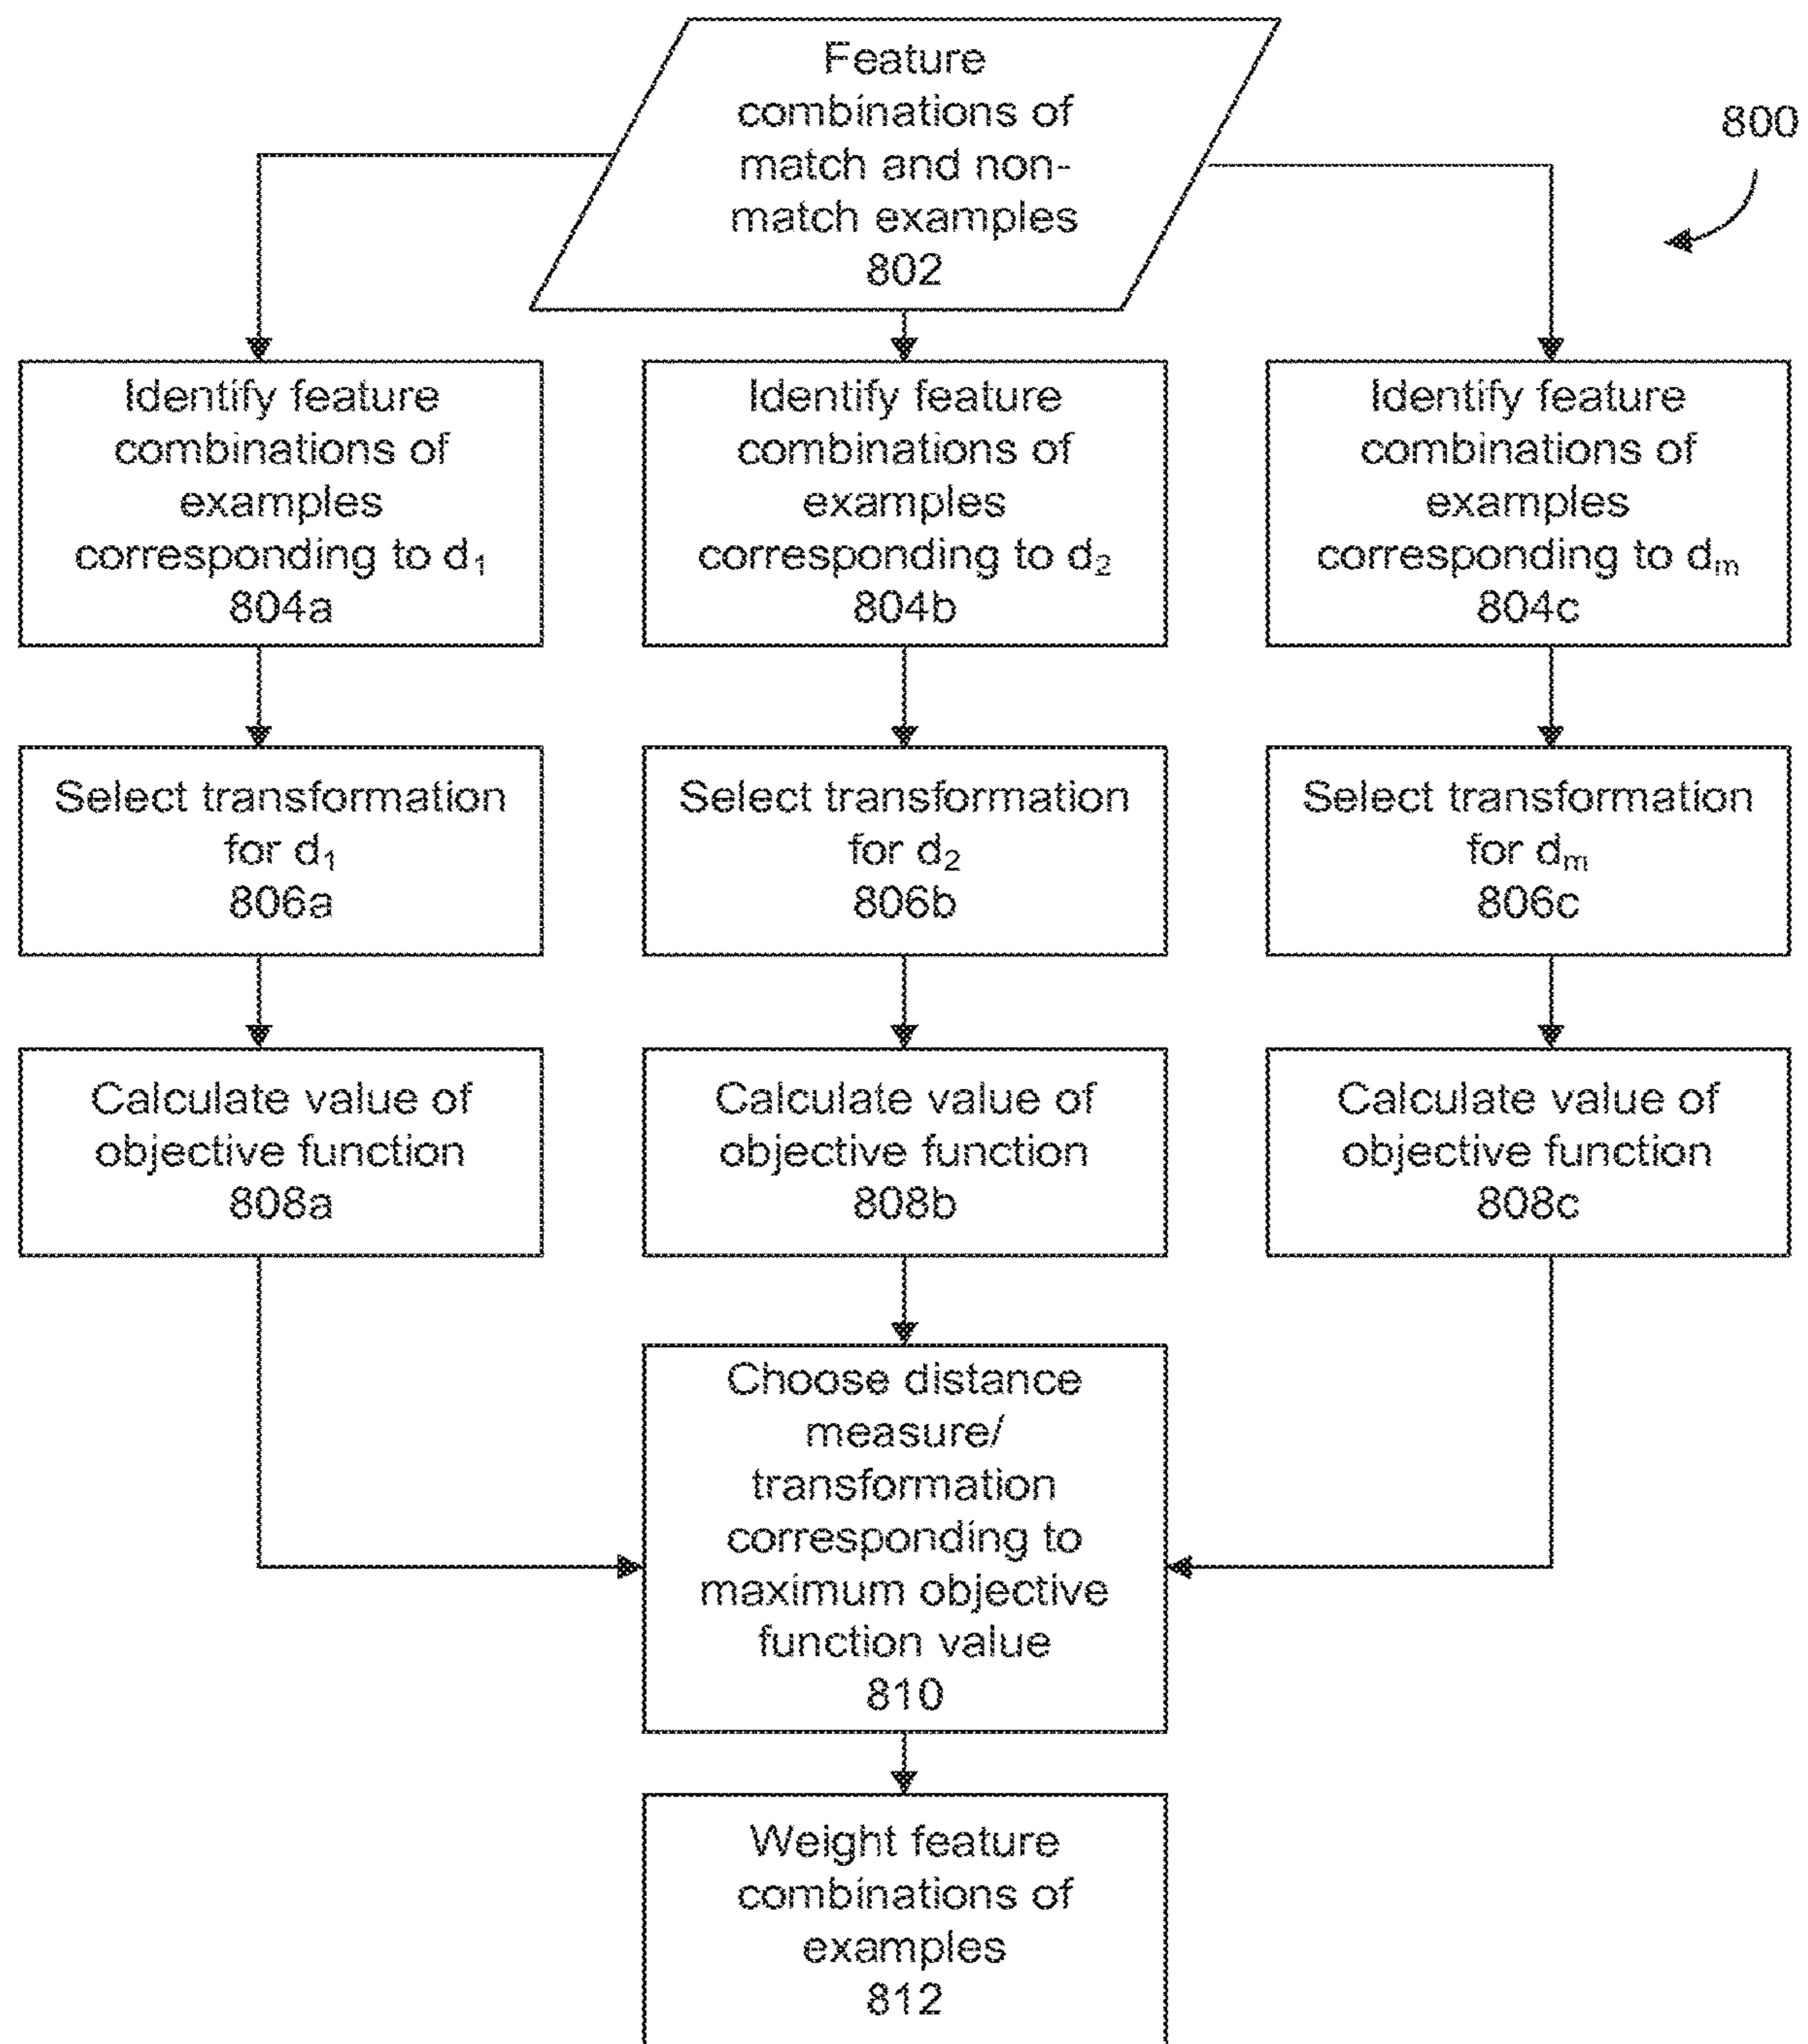 Feature
combinations of
match and non-
match examples
802
800
Identify feature
combinations of
examples
corresponding to d₁
804a
Identify feature
combinations of
examples
corresponding to d₂
804b
Identify feature
combinations of
examples
corresponding to dₘ
804c
Select transformation
for d₁
806a
Select transformation
for d₂
806b
Select transformation
for dₘ
806c
Calculate value of
objective function
808a
Calculate value of
objective function
808b
Calculate value of
objective function
808c
Choose distance
measure/
transformation
corresponding to
maximum objective
function value
810
Weight feature
combinations of
examples
812